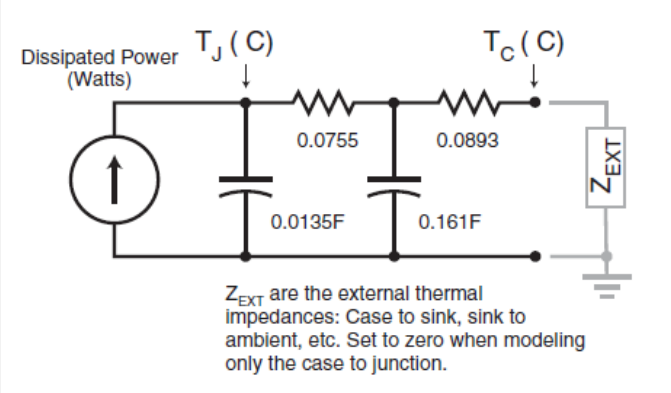 Dissipated Power
(Watts)
TJ ( C)
TC ( C)
0.0755
0.0893
0.0135F
0.161F
ZEXT
ZEXT are the external thermal
impedances: Case to sink, sink to
ambient, etc. Set to zero when modeling
only the case to junction.